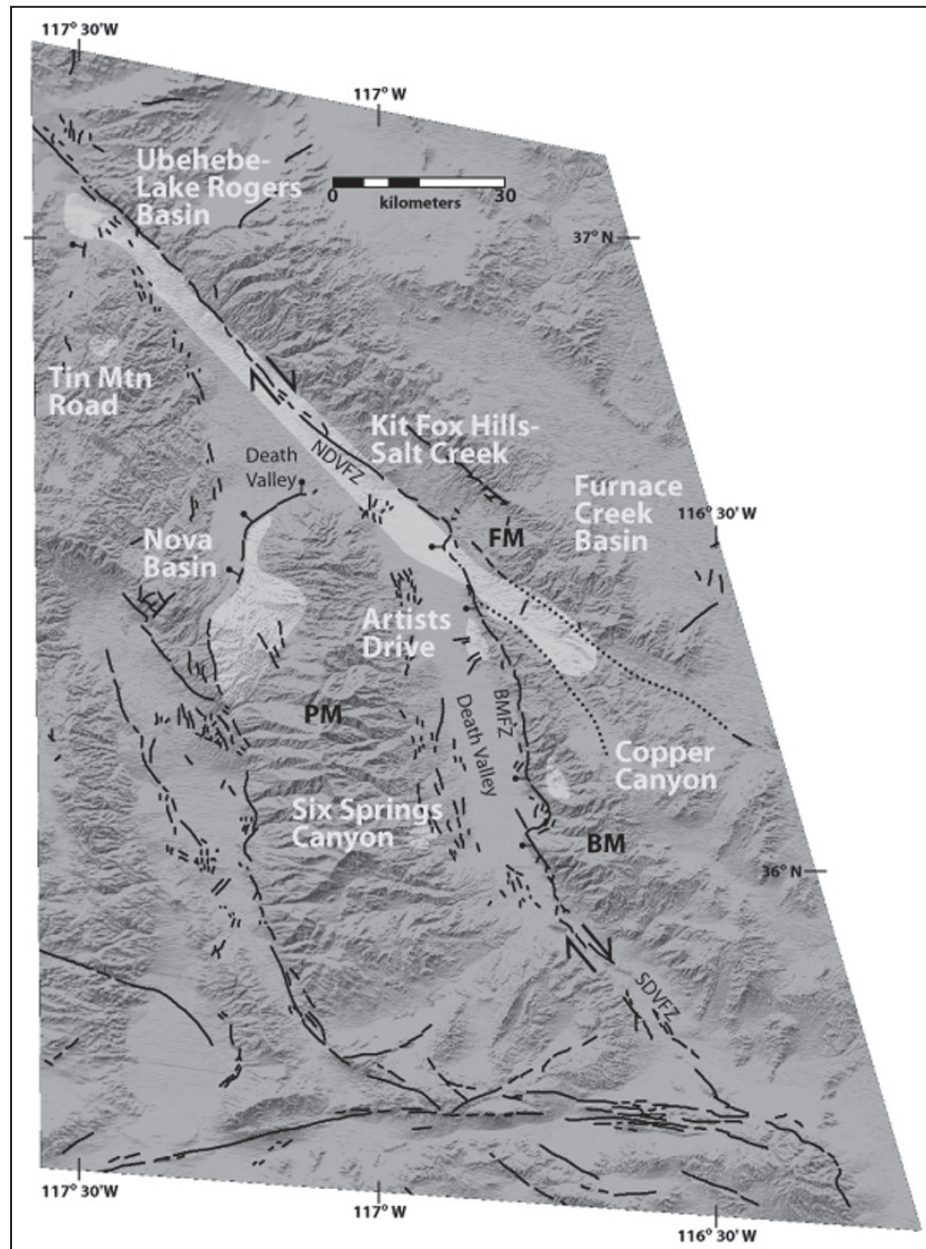 117° 30'W
117° W
Ubehebe-
Lake Rogers
Basin
0 30
kilometers
37° N
Tin Mtn
Road
Kit Fox Hills-
Salt Creek
Death
Valley
NDVFZ
Furnace
Creek
Basin
116° 30' W
FM
Nova
Basin
Artists
Drive
BMFZ
Death Valley
PM
Copper
Canyon
Six Springs
Canyon
BM
36° N
SDVFZ
117° 30'W
117° W
116° 30' W